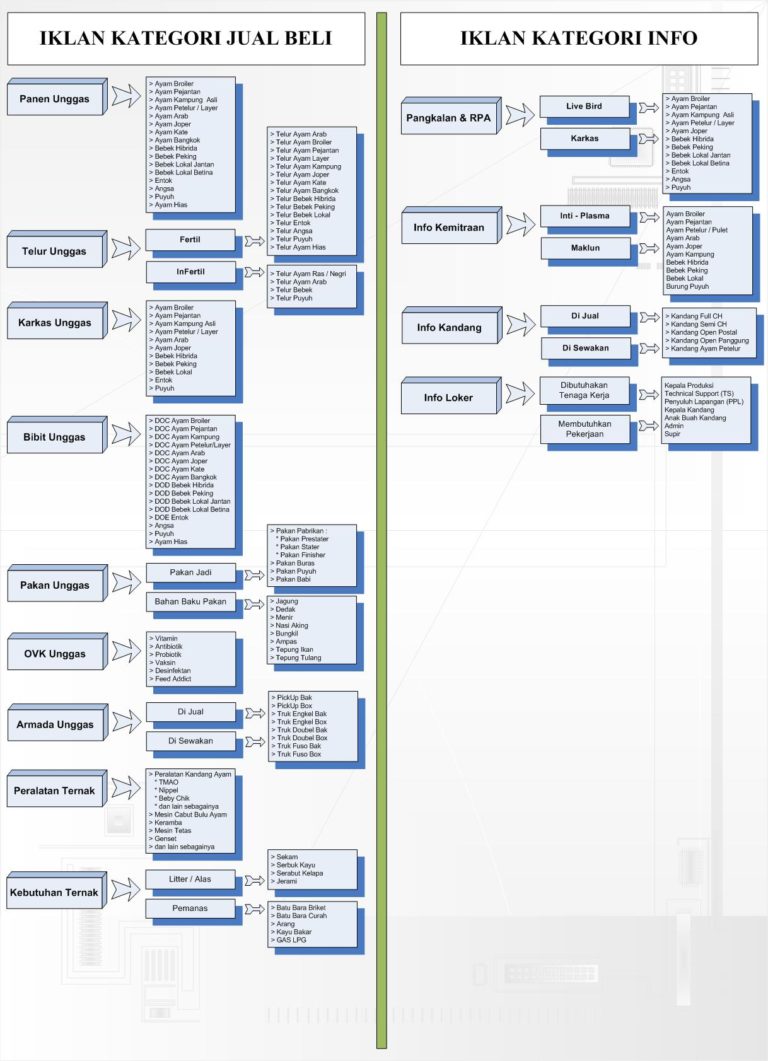 IKLAN KATEGORI JUAL BELI
Panen Unggas
> Ayam Broiler
> Ayam Pejantan
> Ayam Kampung Asli
> Ayam Petelur / Layer
> Ayam Arab
> Ayam Joper
> Ayam Kate
> Ayam Bangkok
> Bebek Hibrida
> Bebek Peking
> Bebek Lokal Jantan
> Bebek Lokal Betina
> Entok
> Angsa
> Puyuh
> Ayam Hias
Telur Unggas
Fertil
> Telur Ayam Arab
> Telur Ayam Broiler
> Telur Ayam Pejantan
> Telur Ayam Layer
> Telur Ayam Kampung
> Telur Ayam Joper
> Telur Ayam Kate
> Telur Ayam Bangkok
> Telur Bebek Hibrida
> Telur Bebek Peking
> Telur Bebek Lokal
> Telur Entok
> Telur Angsa
> Telur Puyuh
> Telur Ayam Hias
InFertil
> Telur Ayam Ras / Negri
> Telur Ayam Arab
> Telur Bebek
> Telur Puyuh
Karkas Unggas
> Ayam Broiler
> Ayam Pejantan
> Ayam Kampung Asli
> Ayam Petelur / Layer
> Ayam Arab
> Ayam Joper
> Bebek Hibrida
> Bebek Peking
> Bebek Lokal
> Entok
> Puyuh
Bibit Unggas
> DOC Ayam Broiler
> DOC Ayam Pejantan
> DOC Ayam Kampung
> DOC Ayam Petelur/Layer
> DOC Ayam Arab
> DOC Ayam Joper
> DOC Ayam Kate
> DOC Ayam Bangkok
> DOD Bebek Hibrida
> DOD Bebek Peking
> DOD Bebek Lokal Jantan
> DOD Bebek Lokal Betina
> DOE Entok
> Angsa
> Puyuh
> Ayam Hias
Pakan Unggas
Pakan Jadi
> Pakan Pabrikan :
* Pakan Prestater
* Pakan Stater
* Pakan Finisher
> Pakan Buras
> Pakan Puyuh
> Pakan Babi
Bahan Baku Pakan
> Jagung
> Dedak
> Menir
> Nasi Aking
> Bungkil
> Ampas
> Tepung Ikan
> Tepung Tulang
OVK Unggas
> Vitamin
> Antibiotik
> Probiotik
> Vaksin
> Desinfektan
> Feed Addict
Armada Unggas
Di Jual
Di Sewakan
> PickUp Bak
> PickUp Box
> Truk Engkel Bak
> Truk Engkel Box
> Truk Doubel Bak
> Truk Doubel Box
> Truk Fuso Bak
> Truk Fuso Box
Peralatan Ternak
> Peralatan Kandang Ayam
* TMAO
* Nippel
* Beby Chik
* dan lain sebagainya
> Mesin Cabut Bulu Ayam
> Keramba
> Mesin Tetas
> Genset
> dan lain sebagainya
Kebutuhan Ternak
Litter / Alas
> Sekam
> Serbuk Kayu
> Serabut Kelapa
> Jerami
Pemanas
> Batu Bara Briket
> Batu Bara Curah
> Arang
> Kayu Bakar
> GAS LPG
IKLAN KATEGORI INFO
Pangkalan & RPA
Live Bird
Karkas
> Ayam Broiler
> Ayam Pejantan
> Ayam Kampung Asli
> Ayam Petelur / Layer
> Ayam Joper
> Bebek Hibrida
> Bebek Peking
> Bebek Lokal Jantan
> Bebek Lokal Betina
> Entok
> Angsa
> Puyuh
Info Kemitraan
Inti - Plasma
Maklun
Ayam Broiler
Ayam Pejantan
Ayam Petelur / Pulet
Ayam Arab
Ayam Joper
Ayam Kampung
Bebek Hibrida
Bebek Peking
Bebek Lokal
Burung Puyuh
Info Kandang
Di Jual
Di Sewakan
> Kandang Full CH
> Kandang Semi CH
> Kandang Open Postal
> Kandang Open Panggung
> Kandang Ayam Petelur
Info Loker
Dibutuhakan
Tenaga Kerja
Membutuhkan
Pekerjaan
Kepala Produksi
Technical Support (TS)
Penyuluh Lapangan (PPL)
Kepala Kandang
Anak Buah Kandang
Admin
Supir